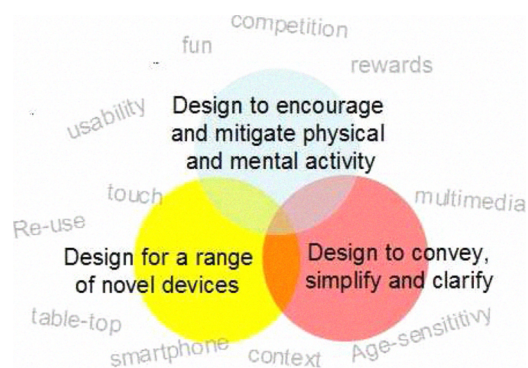 competition
fun
rewards
usability
Design to encourage
and mitigate physical
and mental activity
touch
multimedia
Re-use
Design for a range
of novel devices
Design to convey,
simplify and clarify
table-top
smartphone
context
Age-sensititivy